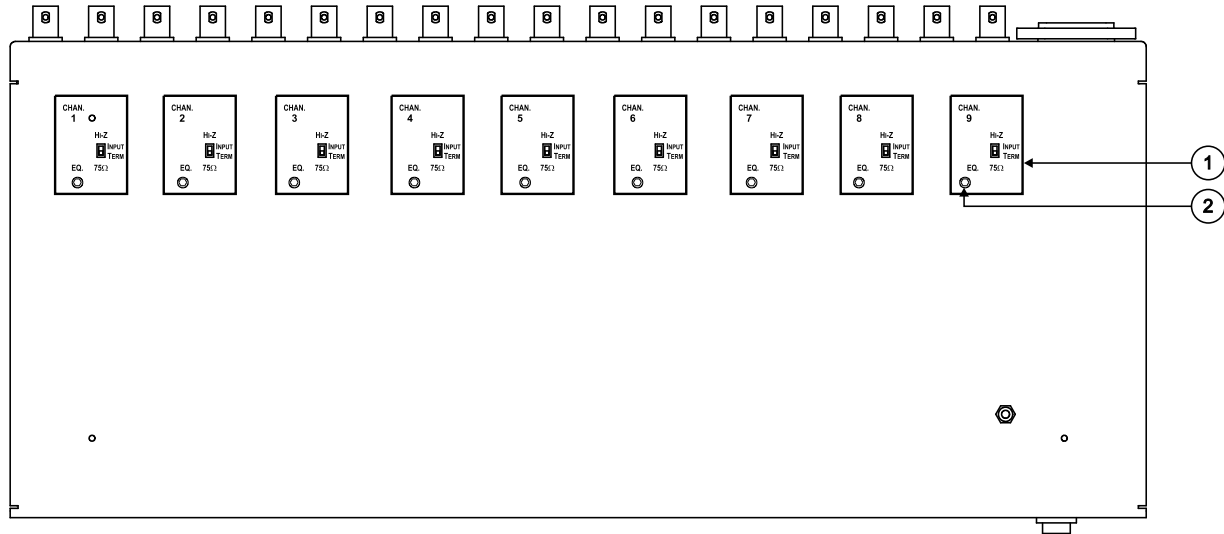 CHAN.
1
HI-Z
INPUT
TERM
EQ. 75Ω
CHAN.
2
HI-Z
INPUT
TERM
EQ. 75Ω
CHAN.
3
HI-Z
INPUT
TERM
EQ. 75Ω
CHAN.
4
HI-Z
INPUT
TERM
EQ. 75Ω
CHAN.
5
HI-Z
INPUT
TERM
EQ. 75Ω
CHAN.
6
HI-Z
INPUT
TERM
EQ. 75Ω
CHAN.
7
HI-Z
INPUT
TERM
EQ. 75Ω
CHAN.
8
HI-Z
INPUT
TERM
EQ. 75Ω
CHAN.
9
HI-Z
INPUT
TERM
EQ. 75Ω
1
2